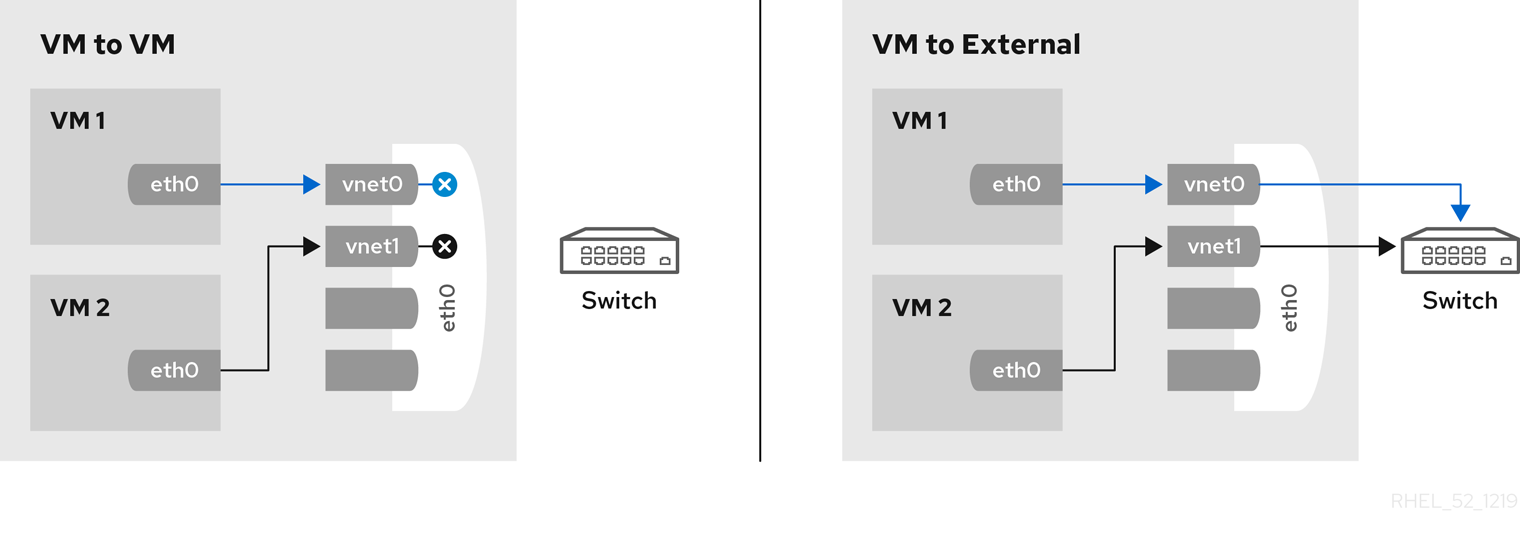 VM to VM
VM 1
eth0
vnet0
vnet1
VM 2
eth0
eth0
Switch
VM to External
VM 1
eth0
vnet0
vnet1
VM 2
eth0
eth0
Switch
RHEL_52_1219